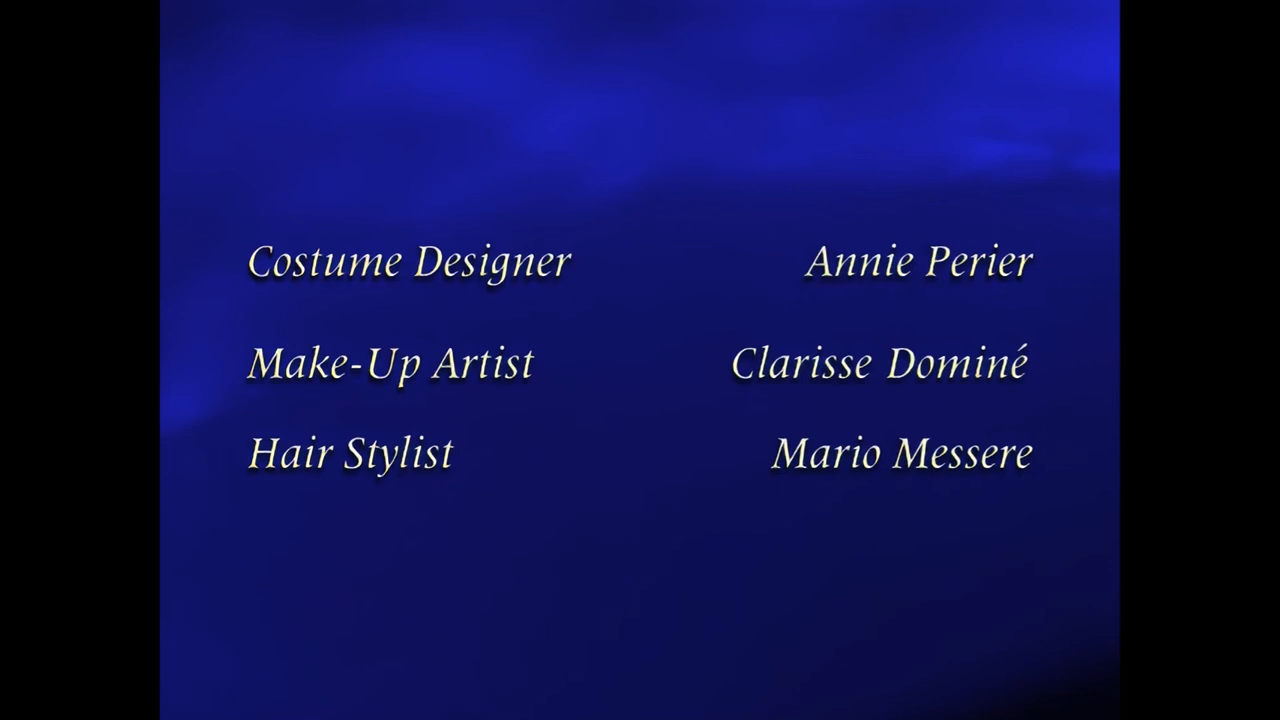 Costume Designer Annie Perier
Make-Up Artist Clarisse Dominé
Hair Stylist Mario Messere